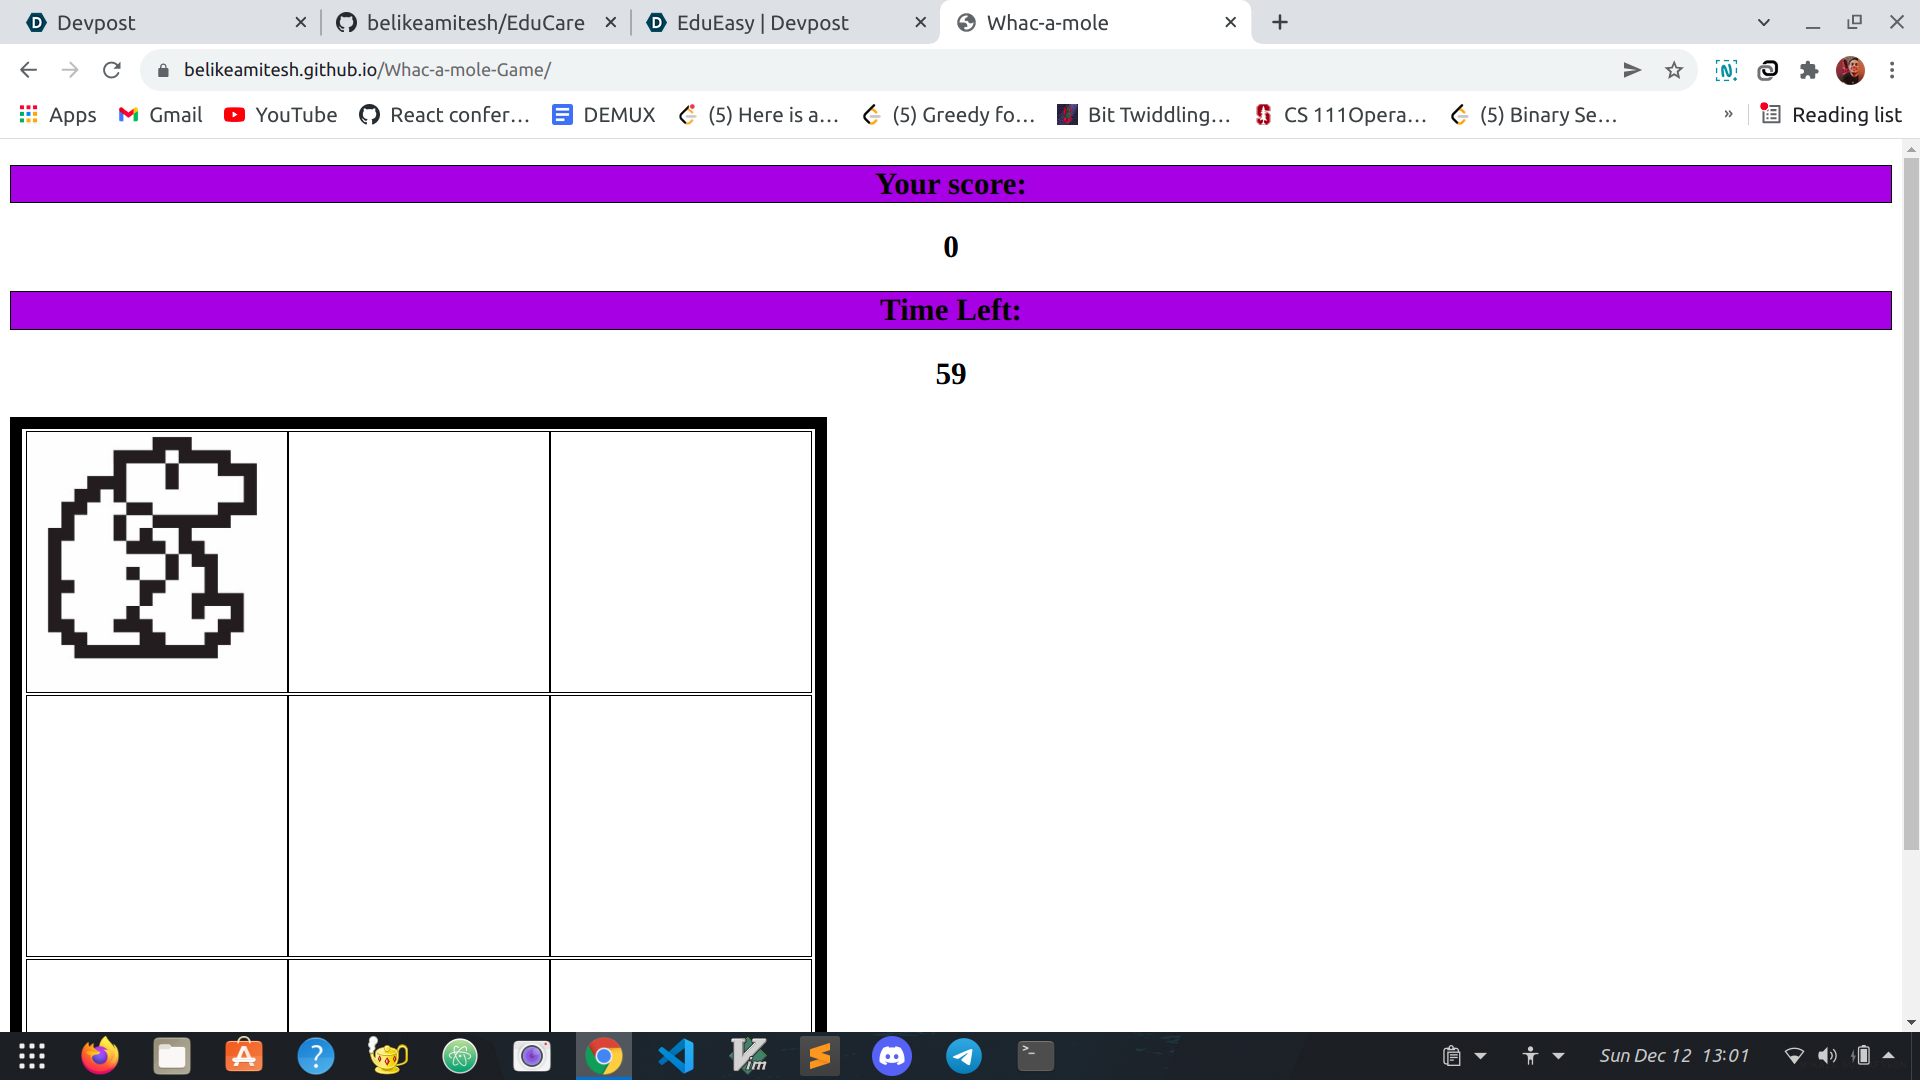 Devpost
belikeamitesh/EduCare
EduEasy | Devpost
Whac-a-mole
belikeamitesh.github.io/Whac-a-mole-Game/
Apps
Gmail
YouTube
React confer...
DEMUX
(5) Here is a...
(5) Greedy fo...
Bit Twiddling...
CS 111Opera...
(5) Binary Se...
»
Reading list
Your score:
0
Time Left:
59
Sun Dec 12 13:01